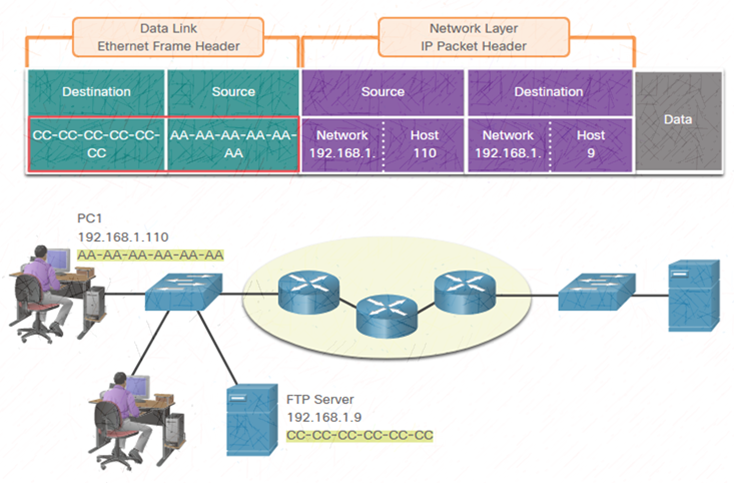 Data Link
Ethernet Frame Header
Network Layer
IP Packet Header
Destination
Source
Source
Destination
Data
CC-CC-CC-CC-CC-
CC
AA-AA-AA-AA-AA-
AA
Network
192.168.1.
Host
110
Network
192.168.1.
Host
9
PC1
192.168.1.110
AA-AA-AA-AA-AA-AA
FTP Server
192.168.1.9
CC-CC-CC-CC-CC-CC